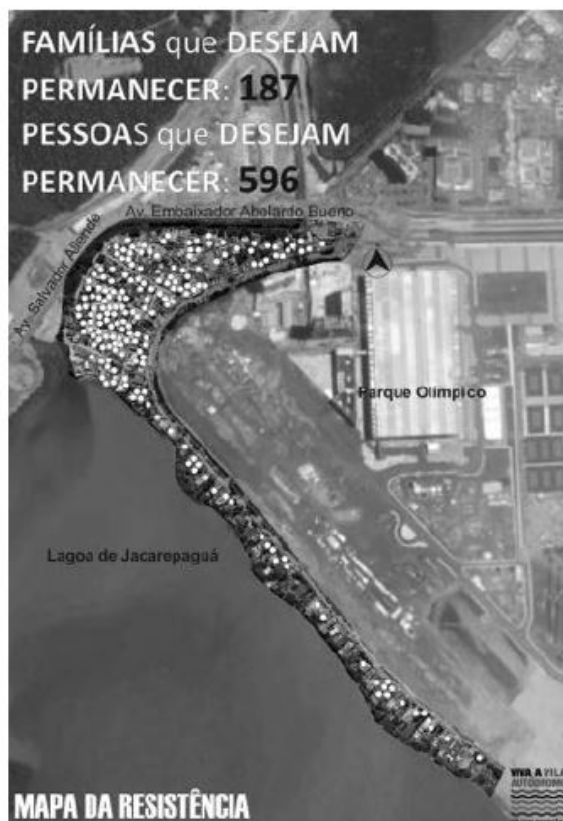 FAMÍLIAS que DESEJAM
PERMANECER: 187
PESSOAS que DESEJAM
PERMANECER: 596
Av. Embaixador Abelardo Bueno
Av. Salvador Allende
Parque Olímpico
Lagoa de Jacarepaguá
VIVA A VILA
AUTÓDROMO
MAPA DA RESISTÊNCIA